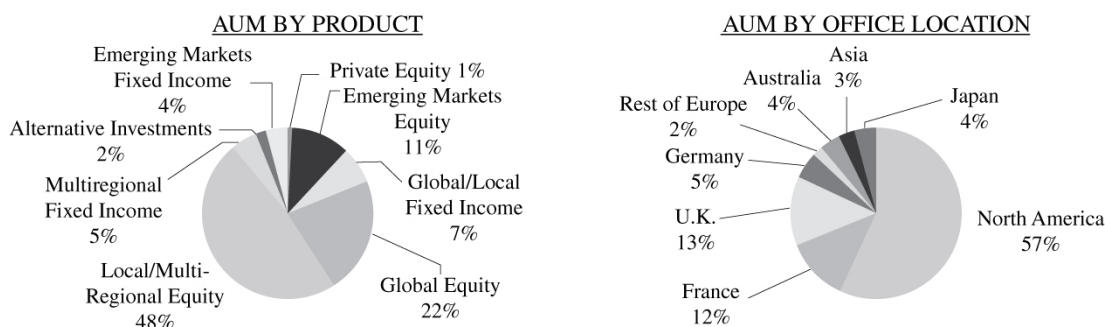 AUM BY PRODUCT
Emerging Markets
Fixed Income
4%
Private Equity 1%
Emerging Markets
Equity
11%
Alternative Investments
2%
Global/Local
Fixed Income
7%
Multiregional
Fixed Income
5%
Local/Multi-
Regional Equity
48%
Global Equity
22%
AUM BY OFFICE LOCATION
Asia
3%
Australia
4%
Japan
4%
Rest of Europe
2%
Germany
5%
U.K.
13%
North America
57%
France
12%